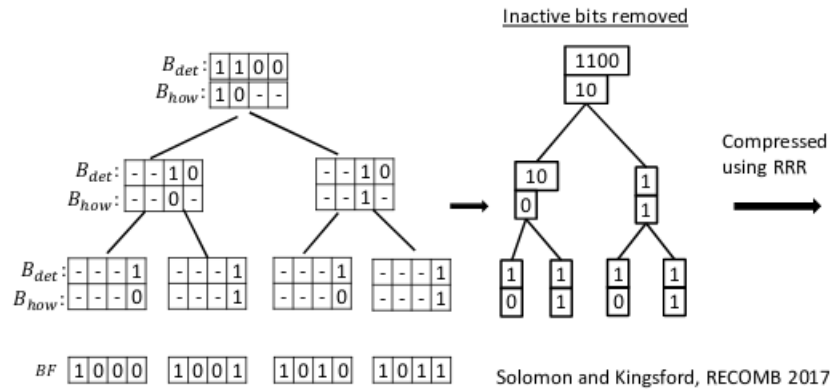 Inactive bits removed
B_det: 1 1 0 0
B_how: 1 0 - -
1100
10
Compressed
using RRR
B_det: - - 1 0
B_how: - - 0 -
- - 1 0
- - 1 -
10
0
1
1
B_det: - - - 1
B_how: - - - 0
- - - 1
- - - 1
- - - 1
- - - 0
- - - 1
- - - 1
1
0
1
1
1
0
1
1
BF 1 0 0 0 1 0 0 1 1 0 1 0 1 0 1 1
Solomon and Kingsford, RECOMB 2017